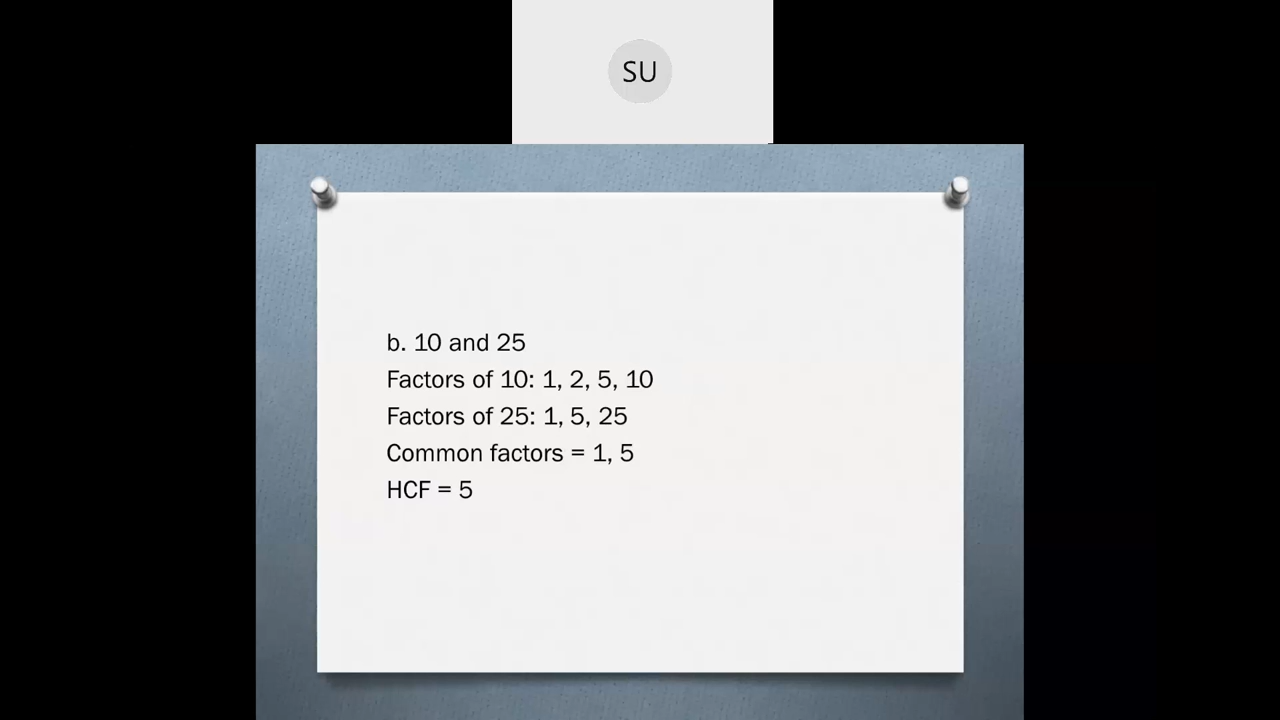 SU
b. 10 and 25
Factors of 10: 1, 2, 5, 10
Factors of 25: 1, 5, 25
Common factors = 1, 5
HCF = 5